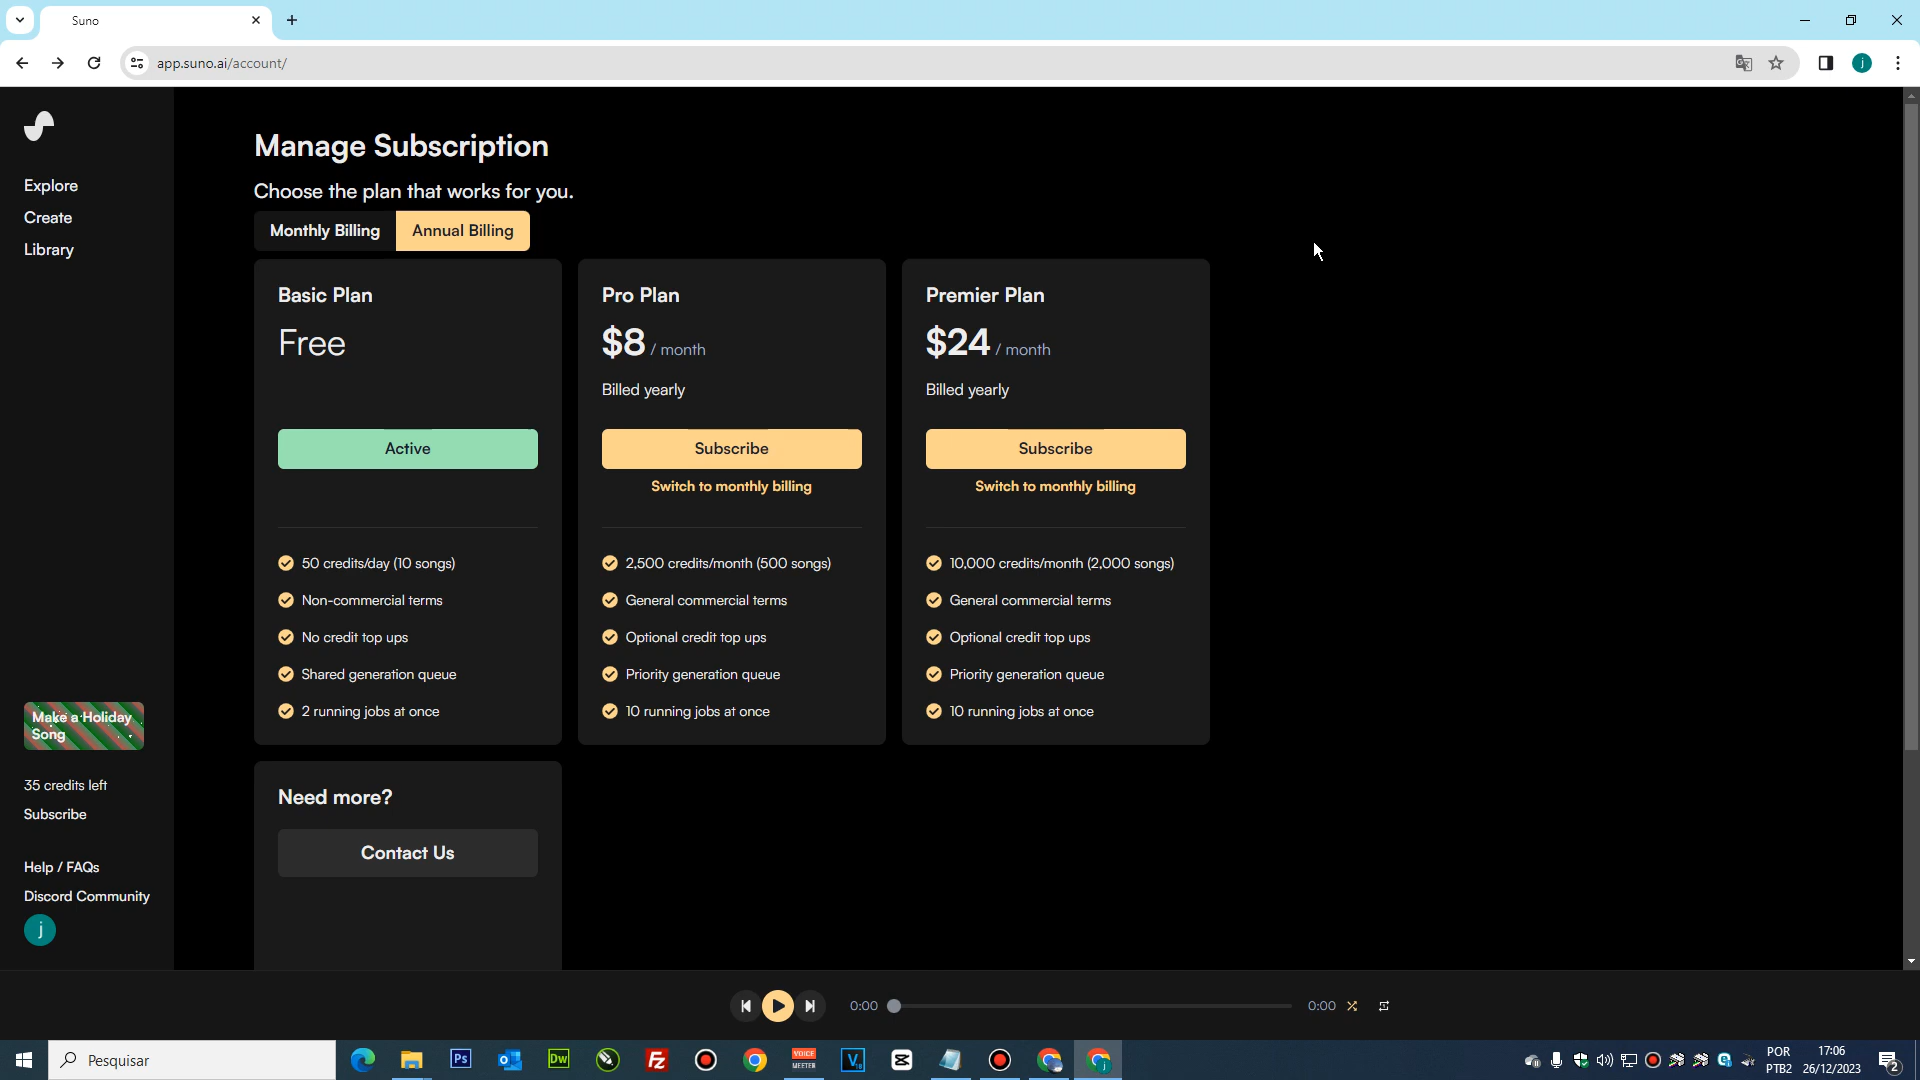 Suno
app.suno.ai/account/
j
Explore
Create
Library
Make a Holiday
Song
35 credits left
Subscribe
Help / FAQs
Discord Community
j
Manage Subscription
Choose the plan that works for you.
Monthly Billing
Annual Billing
Basic Plan
Free
Active
50 credits/day (10 songs)
Non-commercial terms
No credit top ups
Shared generation queue
2 running jobs at once
Pro Plan
$8 / month
Billed yearly
Subscribe
Switch to monthly billing
2,500 credits/month (500 songs)
General commercial terms
Optional credit top ups
Priority generation queue
10 running jobs at once
Premier Plan
$24 / month
Billed yearly
Subscribe
Switch to monthly billing
10,000 credits/month (2,000 songs)
General commercial terms
Optional credit top ups
Priority generation queue
10 running jobs at once
Need more?
Contact Us
0:00
0:00
Pesquisar
Ps
Dw
Fz
VOICE
MEETER
V
POR
PTB2
17:06
26/12/2023
2